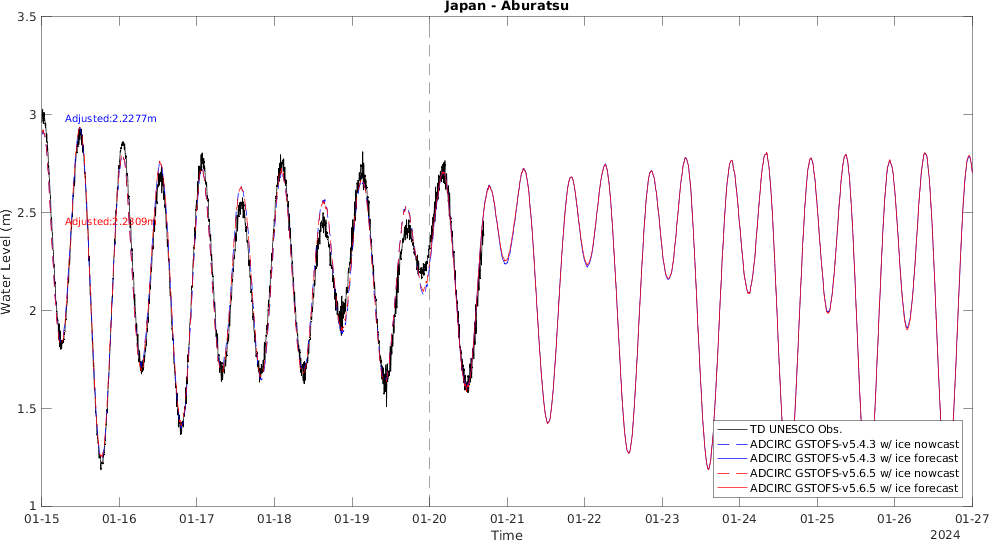 Japan - Aburatsu
3.5
3
2.5
2
1.5
1
Water Level (m)
Adjusted:2.2277m
Adjusted:2.2309m
TD UNESCO Obs.
ADCIRC GSTOFS-v5.4.3 w/ ice nowcast
ADCIRC GSTOFS-v5.4.3 w/ ice forecast
ADCIRC GSTOFS-v5.6.5 w/ ice nowcast
ADCIRC GSTOFS-v5.6.5 w/ ice forecast
01-15 01-16 01-17 01-18 01-19 01-20 01-21 01-22 01-23 01-24 01-25 01-26 01-27
Time
2024